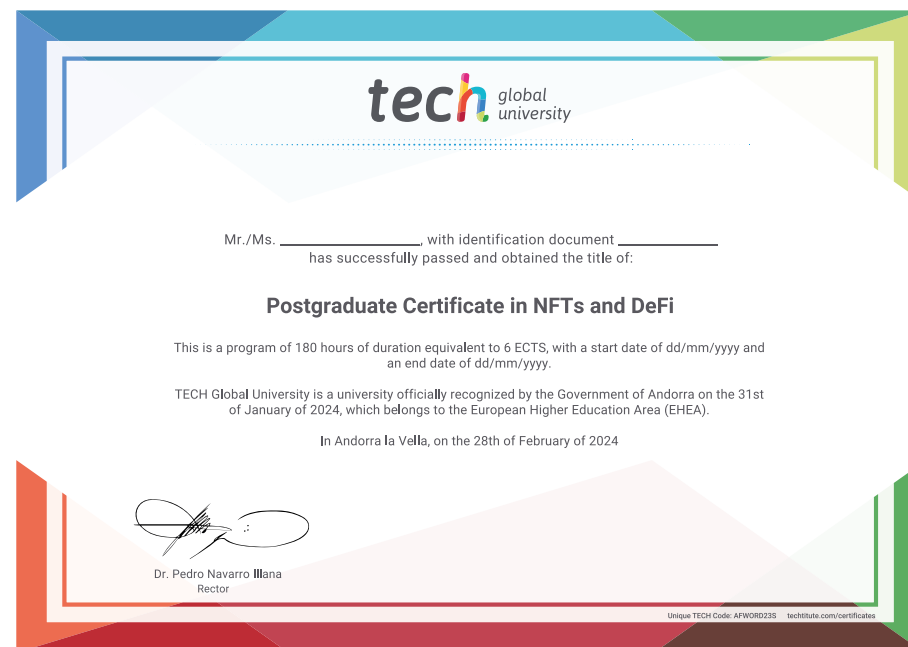 tech global university
Mr./Ms. ____________________, with identification document ______________
has successfully passed and obtained the title of:
Postgraduate Certificate in NFTs and DeFi
This is a program of 180 hours of duration equivalent to 6 ECTS, with a start date of dd/mm/yyyy and
an end date of dd/mm/yyyy.
TECH Global University is a university officially recognized by the Government of Andorra on the 31st
of January of 2024, which belongs to the European Higher Education Area (EHEA).
In Andorra la Vella, on the 28th of February of 2024
Dr. Pedro Navarro Illana
Rector
Unique TECH Code: AFWORD23S techtitute.com/certificates